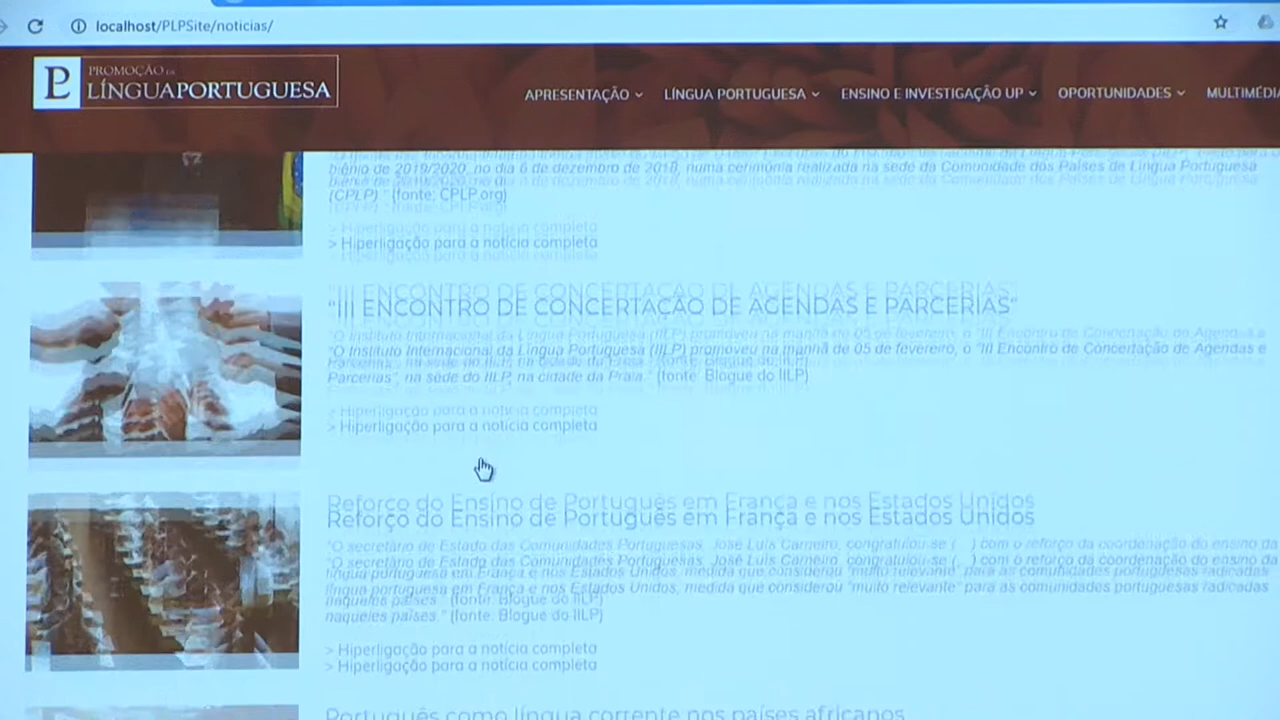 localhost/PLPSite/noticias/
P PROMOÇÃO DA
LÍNGUAPORTUGUESA
APRESENTAÇÃO LÍNGUA PORTUGUESA ENSINO E INVESTIGAÇÃO UP OPORTUNIDADES MULTIMÉDIA
biénio de 2019/2020, no dia 6 de dezembro de 2018, numa cerimónia realizada na sede da Comunidade dos Países de Língua Portuguesa
(CPLP)." (fonte: CPLP.org)
> Hiperligação para a notícia completa
"III ENCONTRO DE CONCERTAÇÃO DE AGENDAS E PARCERIAS"
"O Instituto Internacional da Língua Portuguesa (IILP) promoveu na manhã de 05 de fevereiro, o "III Encontro de Concertação de Agendas e
Parcerias", na sede do IILP, na cidade da Praia." (fonte: Blogue do IILP)
> Hiperligação para a notícia completa
Reforço do Ensino de Português em França e nos Estados Unidos
"O secretário de Estado das Comunidades Portuguesas, José Luís Carneiro, congratulou-se (...) com o reforço da coordenação do ensino da
língua portuguesa em França e nos Estados Unidos, medida que considerou "muito relevante" para as comunidades portuguesas radicadas
naqueles países." (fonte: Blogue do IILP)
> Hiperligação para a notícia completa
Português como língua corrente nos países africanos